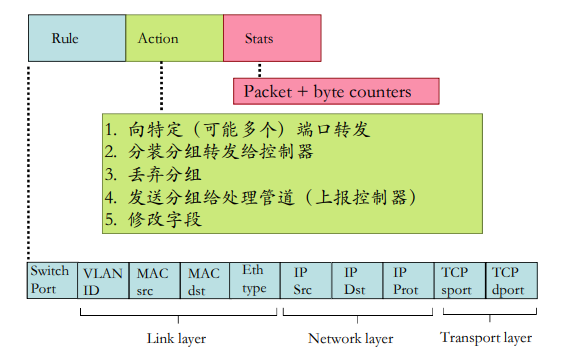 Rule Action Stats
Packet + byte counters
1. 向特定（可能多个）端口转发
2. 分装分组转发给控制器
3. 丢弃分组
4. 发送分组给处理管道（上报控制器）
5. 修改字段
Switch Port
VLAN ID
MAC src
MAC dst
Eth type
IP Src
IP Dst
IP Prot
TCP sport
TCP dport
Link layer
Network layer
Transport layer